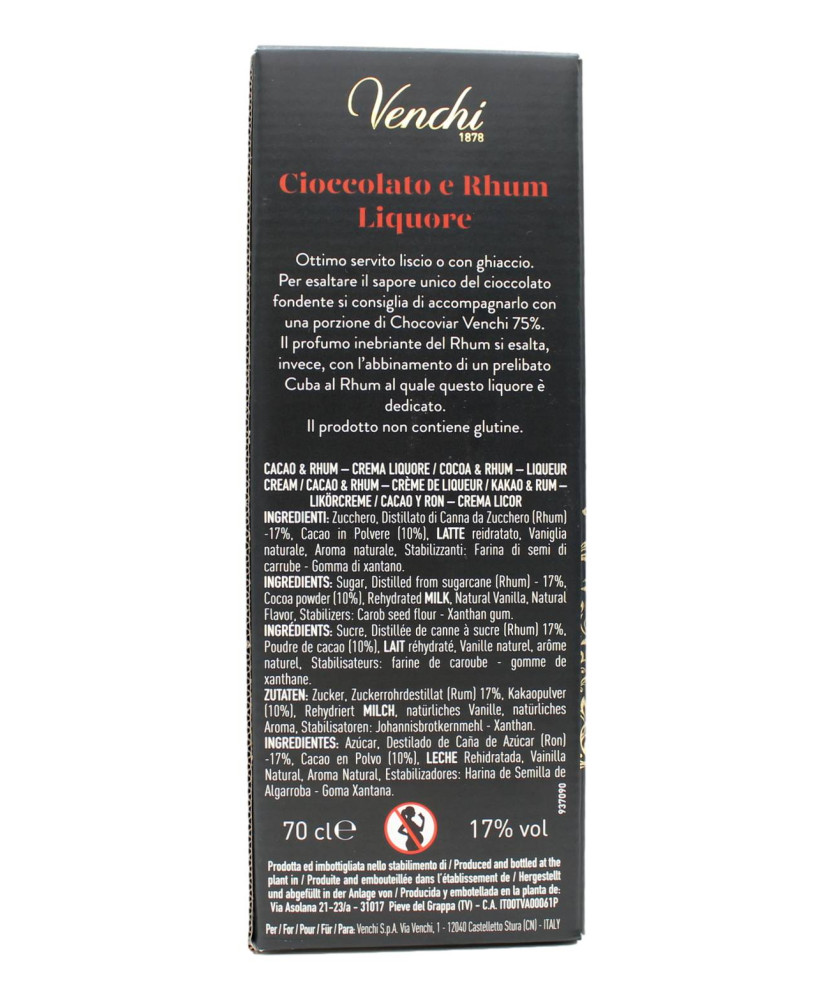 Venchi
1878
Cioccolato e Rhum
Liquore
Ottimo servito liscio o con ghiaccio.
Per esaltare il sapore unico del cioccolato
fondente si consiglia di accompagnarlo con
una porzione di Chocoviar Venchi 75%.
Il profumo inebriante del Rhum si esalta,
invece, con l'abbinamento di un prelibato
Cuba al Rhum al quale questo liquore è
dedicato.
Il prodotto non contiene glutine.
CACAO & RHUM – CREMA LIQUORE / COCOA & RHUM – LIQUEUR
CREAM / CACAO & RHUM – CRÈME DE LIQUEUR / KAKAO & RUM –
LIKÖRCREME / CACAO Y RON – CREMA LICOR
INGREDIENTI: Zucchero, Distillato di Canna da Zucchero (Rhum)
-17%, Cacao in Polvere (10%), LATTE reidratato, Vaniglia
naturale, Aroma naturale, Stabilizzanti: Farina di semi di
carrube - Gomma di xantano.
INGREDIENTS: Sugar, Distilled from sugarcane (Rhum) - 17%,
Cocoa powder (10%), Rehydrated MILK, Natural Vanilla, Natural
Flavor, Stabilizers: Carob seed flour - Xanthan gum.
INGRÉDIENTS: Sucre, Distillée de canne à sucre (Rhum) 17%,
Poudre de cacao (10%), LAIT réhydraté, Vanille naturel, arôme
naturel, Stabilisateurs: farine de caroube - gomme de
xanthane.
ZUTATEN: Zucker, Zuckerrohrdestillat (Rum) 17%, Kakaopulver
(10%), Rehydriert MILCH, natürliches Vanille, natürliches
Aroma, Stabilisatoren: Johannisbrotkernmehl - Xanthan.
INGREDIENTES: Azúcar, Destilado de Caña de Azúcar (Ron)
-17%, Cacao en Polvo (10%), LECHE Rehidratada, Vainilla
Natural, Aroma Natural, Estabilizadores: Harina de Semilla de
Algarroba - Goma Xantana.
937090
70 cl e
17% vol
Prodotta ed imbottigliata nello stabilimento di / Produced and bottled at the
plant in / Produite and embouteillée dans l'établissement de / Hergestellt
und abgefüllt in der Anlage von / Producida y embotellada en la planta de:
Via Asolana 21-23/a - 31017 Pieve del Grappa (TV) - C.A. IT00TVA00061P
Per / For / Pour / Für / Para: Venchi S.p.A. Via Venchi, 1 - 12040 Castelletto Stura (CN) - ITALY